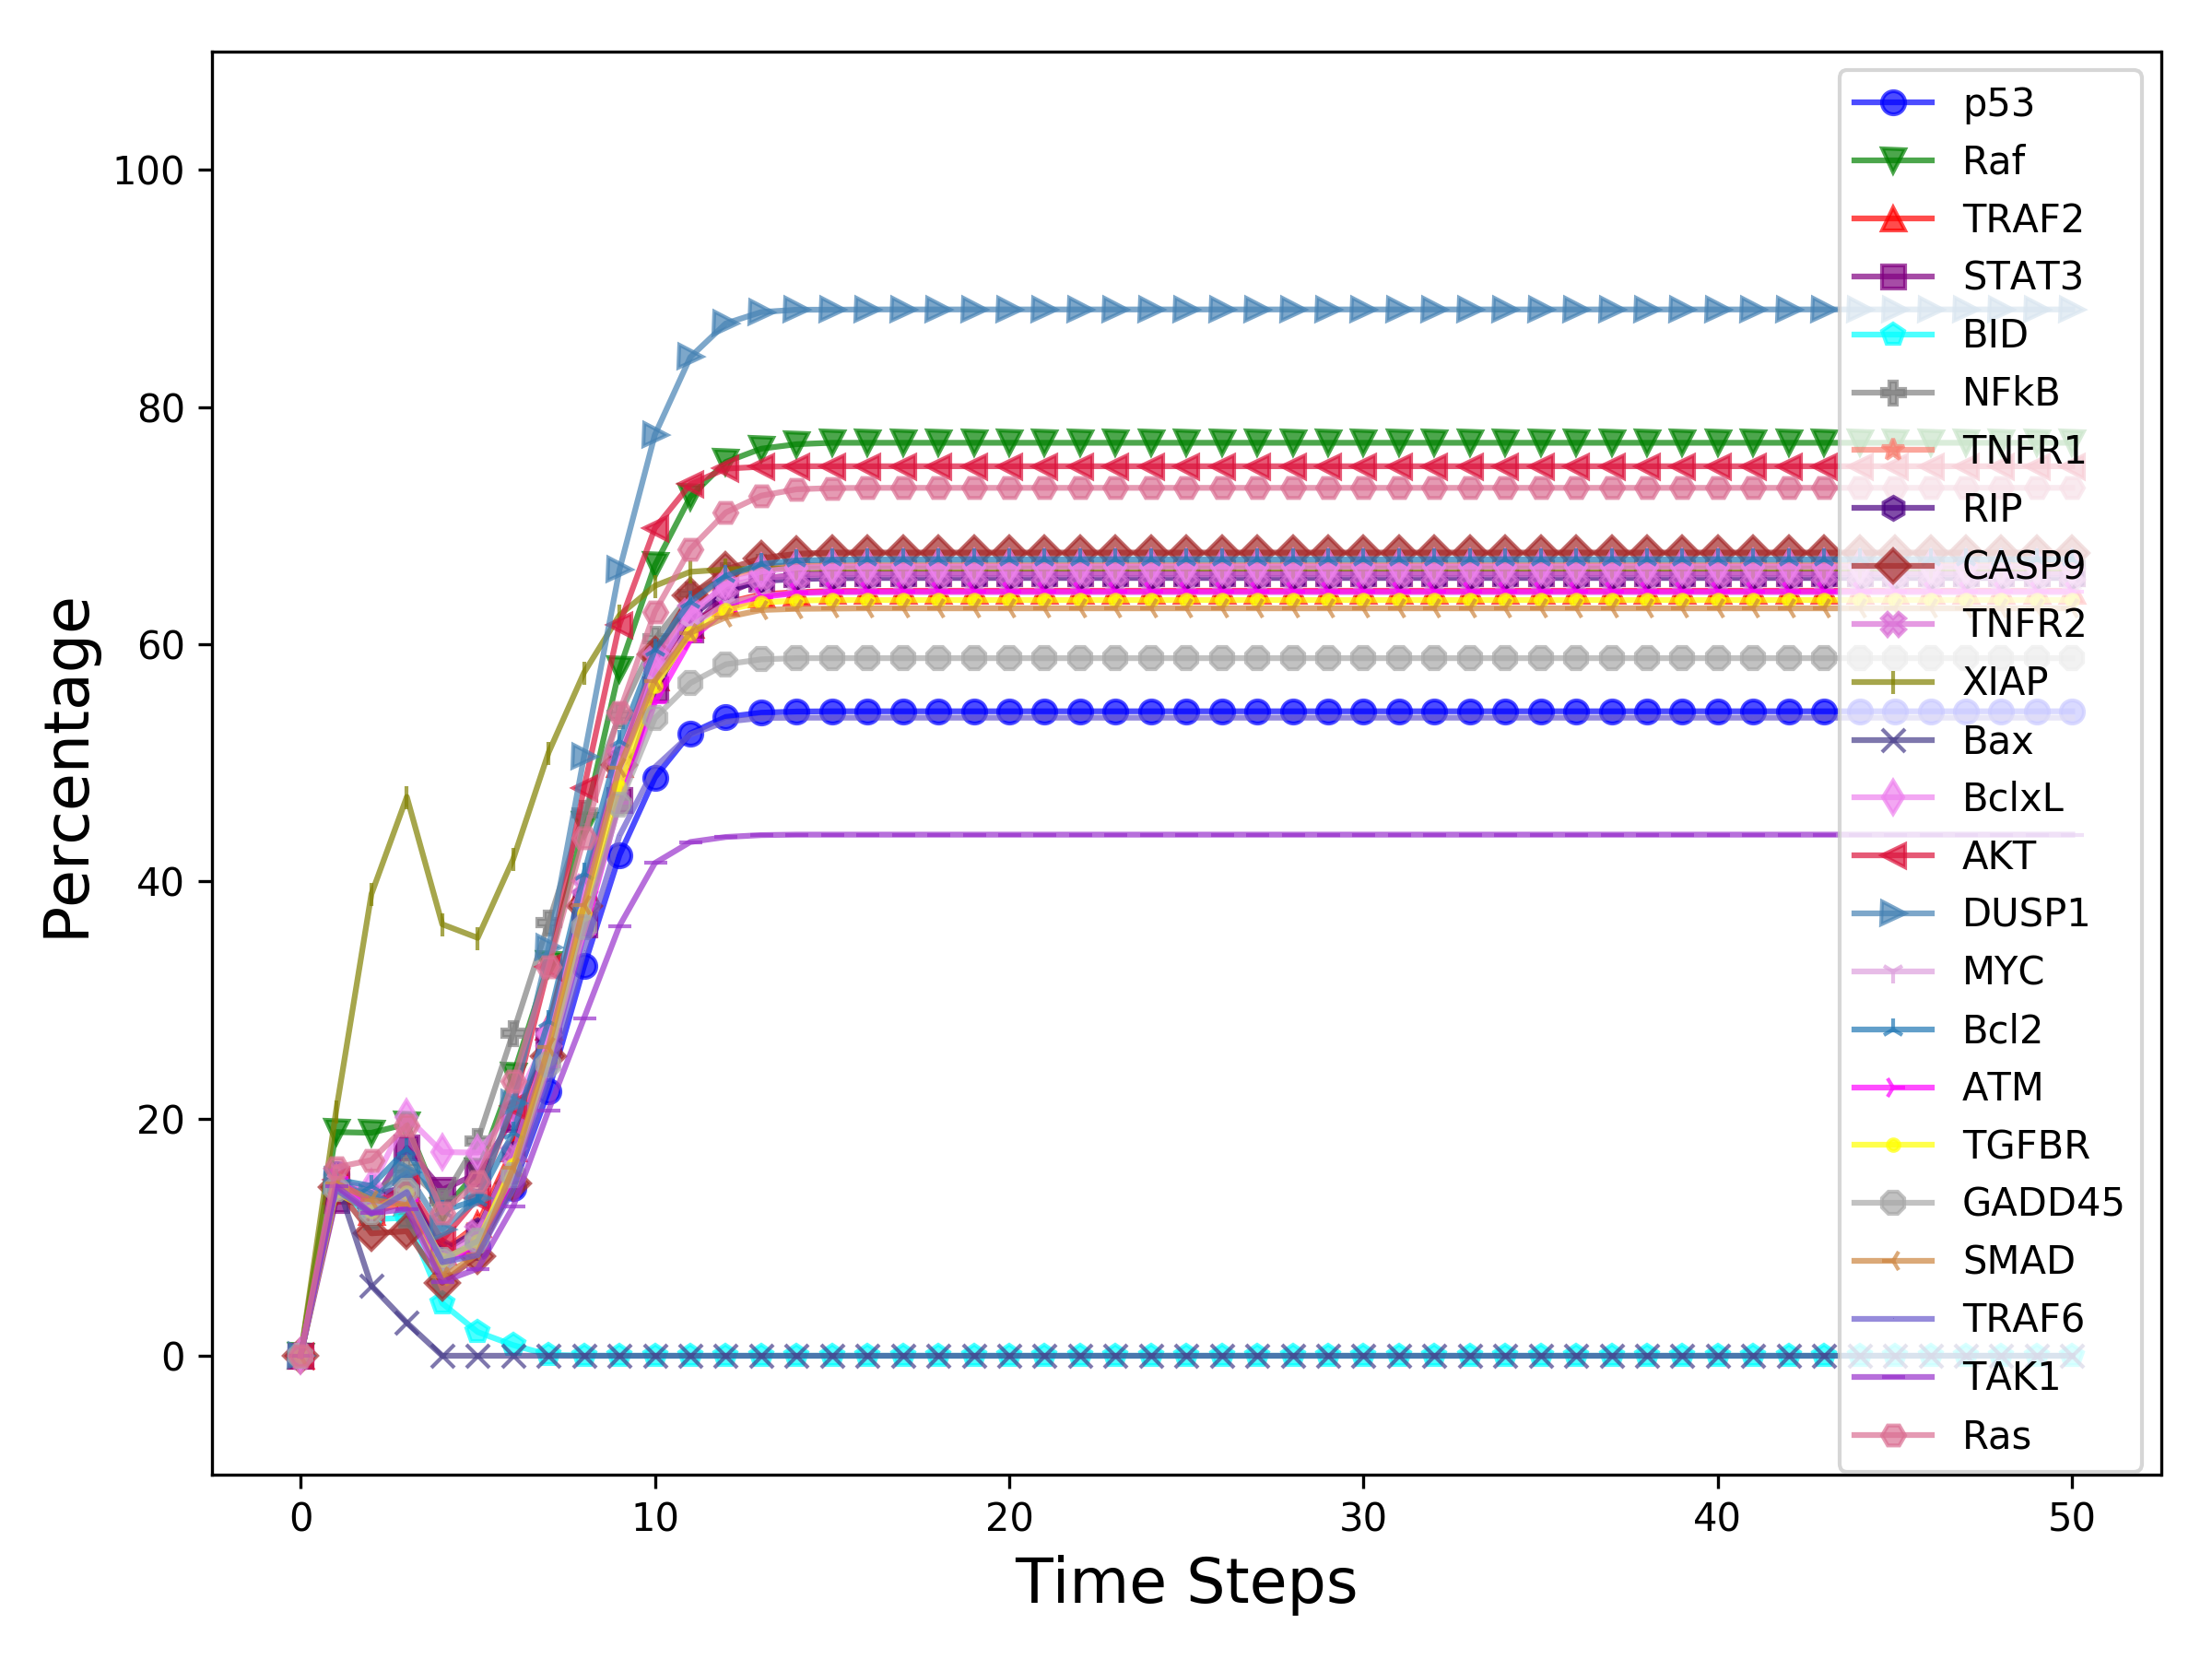 Percentage
100
80
60
40
20
0
0 10 20 30 40 50
Time Steps
p53
Raf
TRAF2
STAT3
BID
NFkB
TNFR1
RIP
CASP9
TNFR2
XIAP
Bax
BclxL
AKT
DUSP1
MYC
Bcl2
ATM
TGFBR
GADD45
SMAD
TRAF6
TAK1
Ras